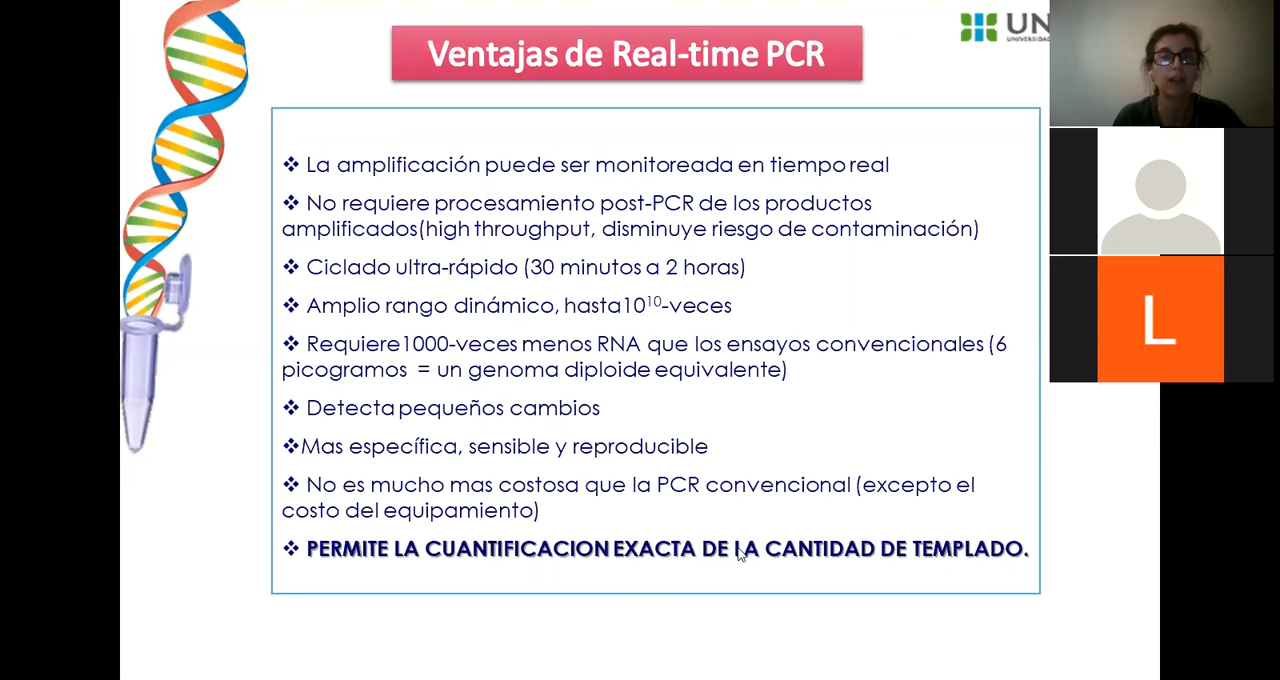 Ventajas de Real-time PCR
UN
❖ La amplificación puede ser monitoreada en tiempo real
❖ No requiere procesamiento post-PCR de los productos
amplificados(high throughput, disminuye riesgo de contaminación)
❖ Ciclado ultra-rápido (30 minutos a 2 horas)
❖ Amplio rango dinámico, hasta10¹⁰-veces
❖ Requiere1000-veces menos RNA que los ensayos convencionales (6
picogramos = un genoma diploide equivalente)
❖ Detecta pequeños cambios
❖Mas específica, sensible y reproducible
❖ No es mucho mas costosa que la PCR convencional (excepto el
costo del equipamiento)
❖ PERMITE LA CUANTIFICACION EXACTA DE LA CANTIDAD DE TEMPLADO.
L